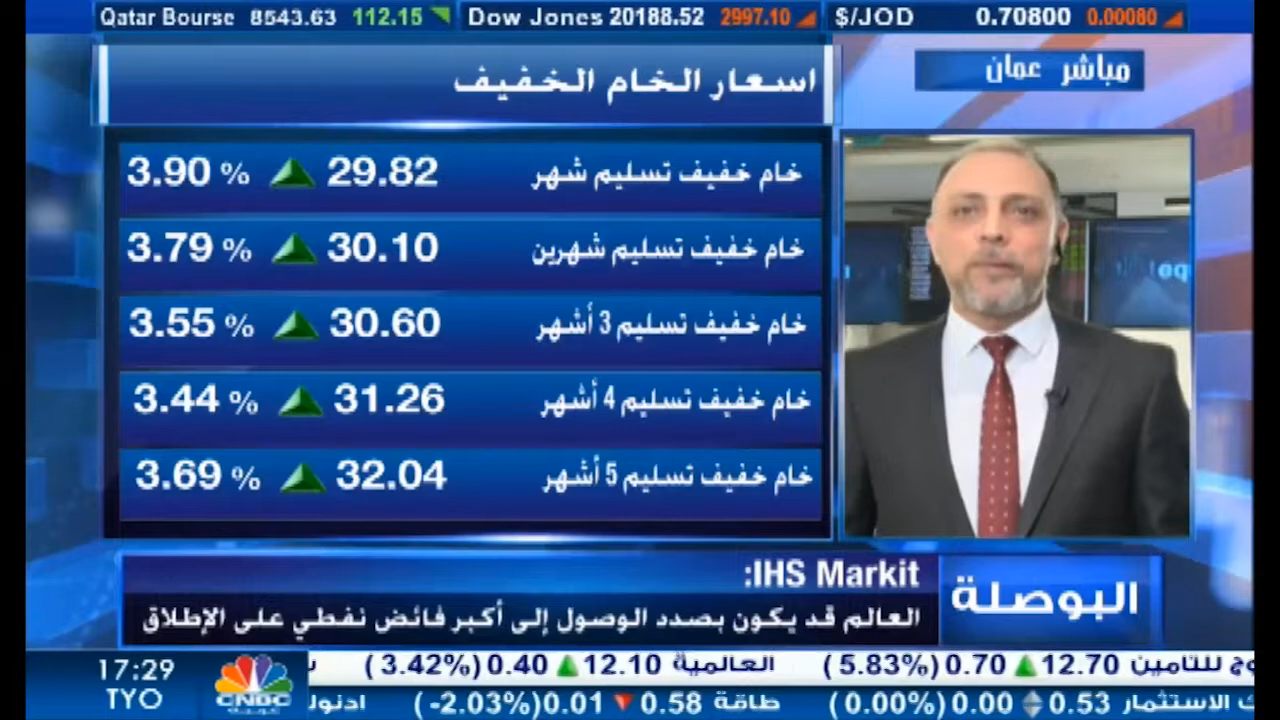 Qatar Bourse 8543.63 112.15 Dow Jones 20188.52 2997.10 $/JOD 0.70800 0.00080
مباشر عمان
اسعار الخام الخفيف
خام خفيف تسليم شهر 29.82 3.90 %
خام خفيف تسليم شهرين 30.10 3.79 %
خام خفيف تسليم 3 أشهر 30.60 3.55 %
خام خفيف تسليم 4 أشهر 31.26 3.44 %
خام خفيف تسليم 5 أشهر 32.04 3.69 %
البوصلة
IHS Markit:
العالم قد يكون بصدد الوصول إلى أكبر فائض نفطي على الإطلاق
للتأمين 12.70 0.70 (5.83%) العالمية 12.10 0.40 (3.42%)
الاستثمار 0.53 0.00 (0.00%) طاقة 0.58 0.01 (-2.03%)
17:29
TYO
CNBC
عربية